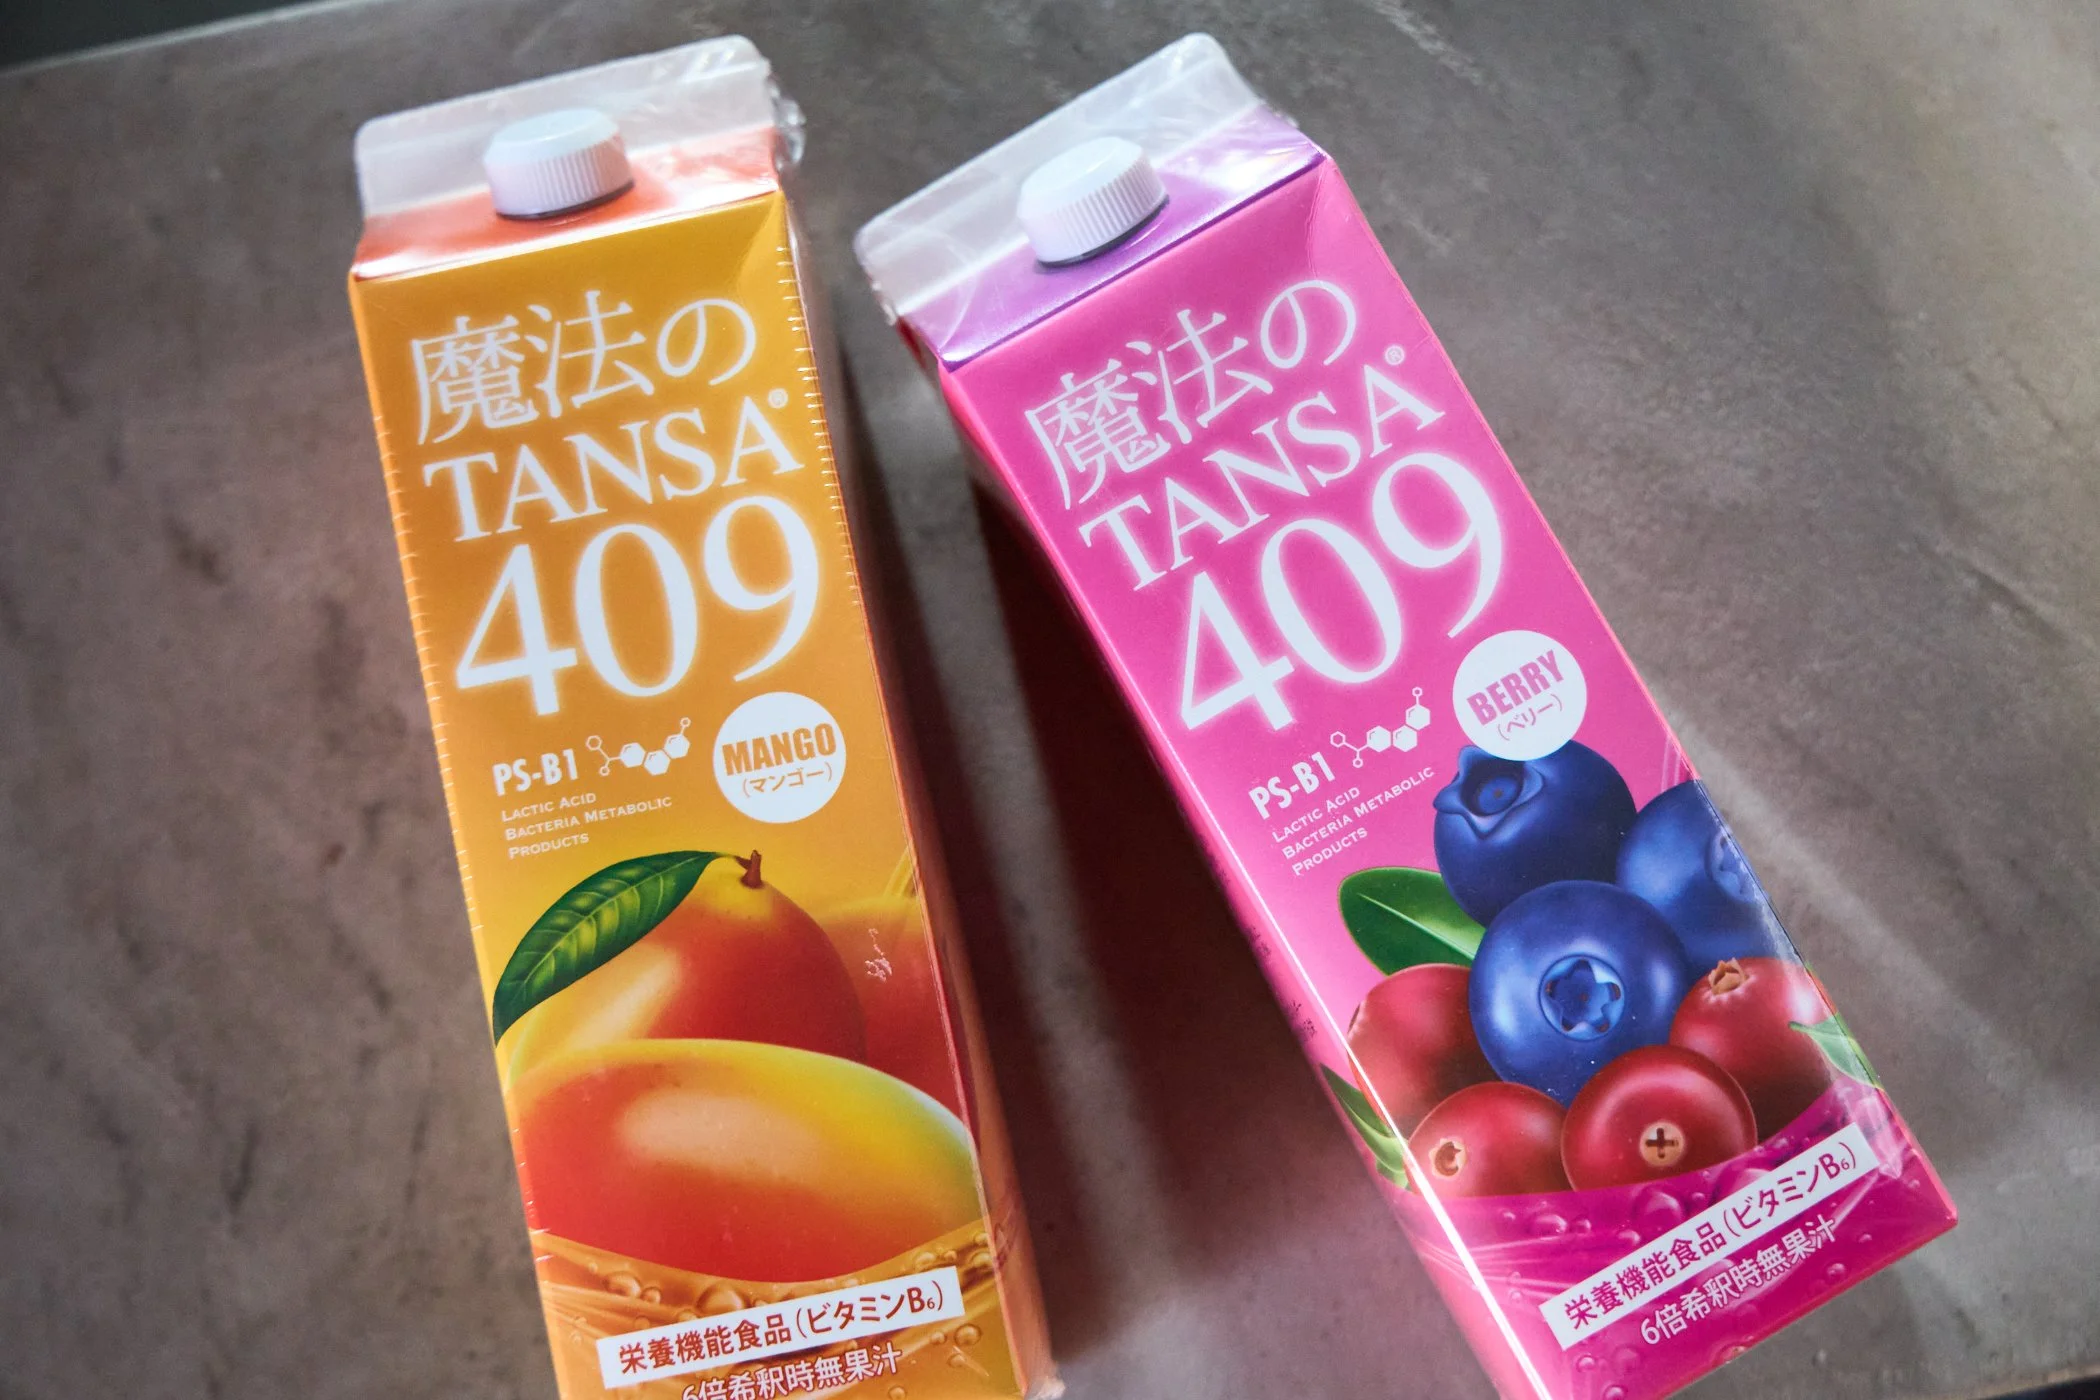 魔法の
TANSA®
409
PS-B1
LACTIC ACID
BACTERIA METABOLIC
PRODUCTS
MANGO
(マンゴー)
栄養機能食品(ビタミンB₆)
6倍希釈時無果汁
魔法の
TANSA®
409
PS-B1
LACTIC ACID
BACTERIA METABOLIC
PRODUCTS
BERRY
(ベリー)
栄養機能食品(ビタミンB₆)
6倍希釈時無果汁